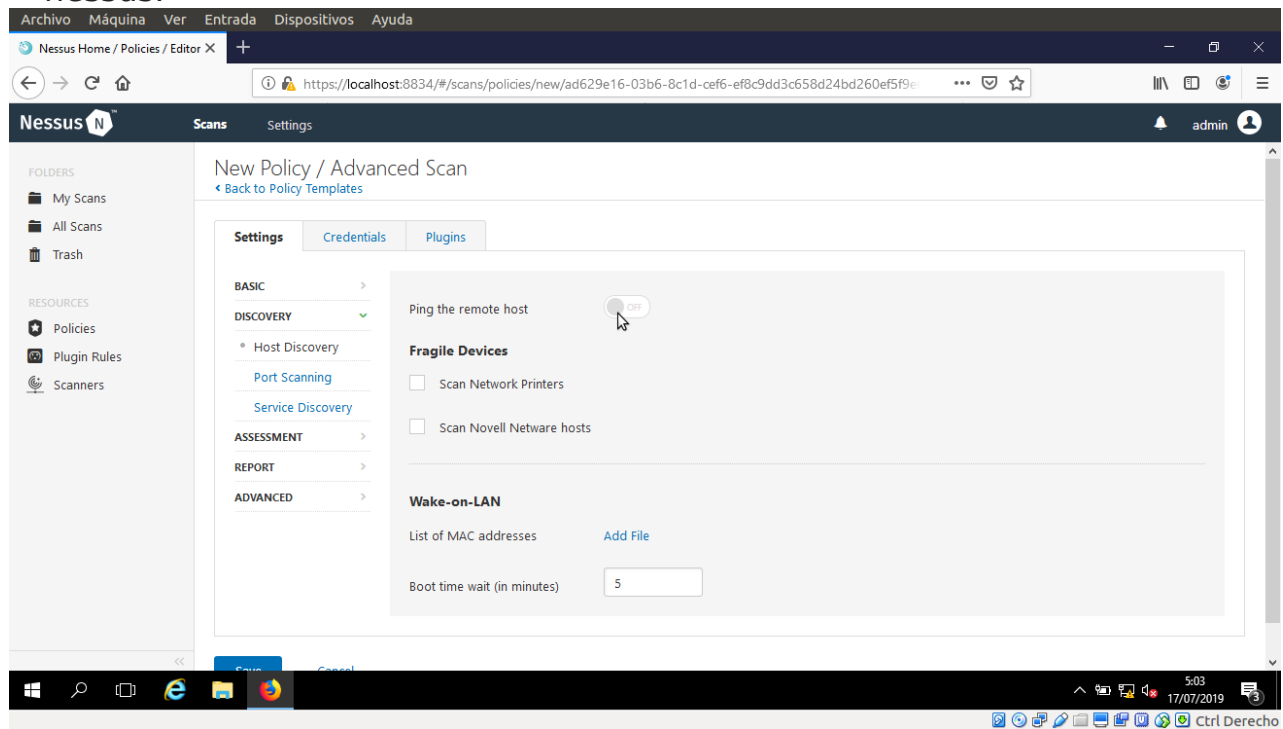 nessus.
Archivo Máquina Ver Entrada Dispositivos Ayuda
Nessus Home / Policies / Editor
https://localhost:8834/#/scans/policies/new/ad629e16-03b6-8c1d-cef6-ef8c9dd3c658d24bd260ef5f9e
Nessus N
Scans Settings
admin
FOLDERS
My Scans
All Scans
Trash
RESOURCES
Policies
Plugin Rules
Scanners
New Policy / Advanced Scan
Back to Policy Templates
Settings Credentials Plugins
BASIC
DISCOVERY
Host Discovery
Port Scanning
Service Discovery
ASSESSMENT
REPORT
ADVANCED
Ping the remote host OFF
Fragile Devices
Scan Network Printers
Scan Novell Netware hosts
Wake-on-LAN
List of MAC addresses Add File
Boot time wait (in minutes) 5
Save Cancel
5:03
17/07/2019
3
Ctrl Derecho